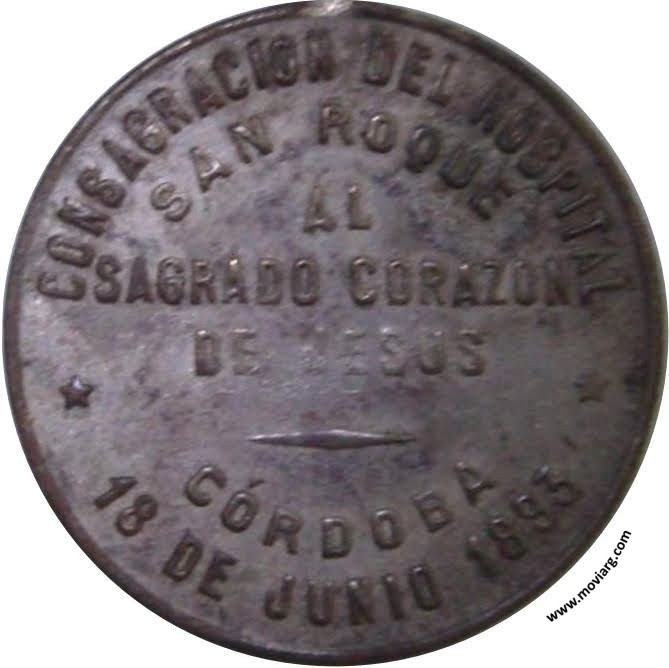 CONSAGRACION DEL HOSPITAL
SAN ROQUE
AL
SAGRADO CORAZON
DE JESUS
CÓRDOBA
18 DE JUNIO 1893
www.moviarg.com